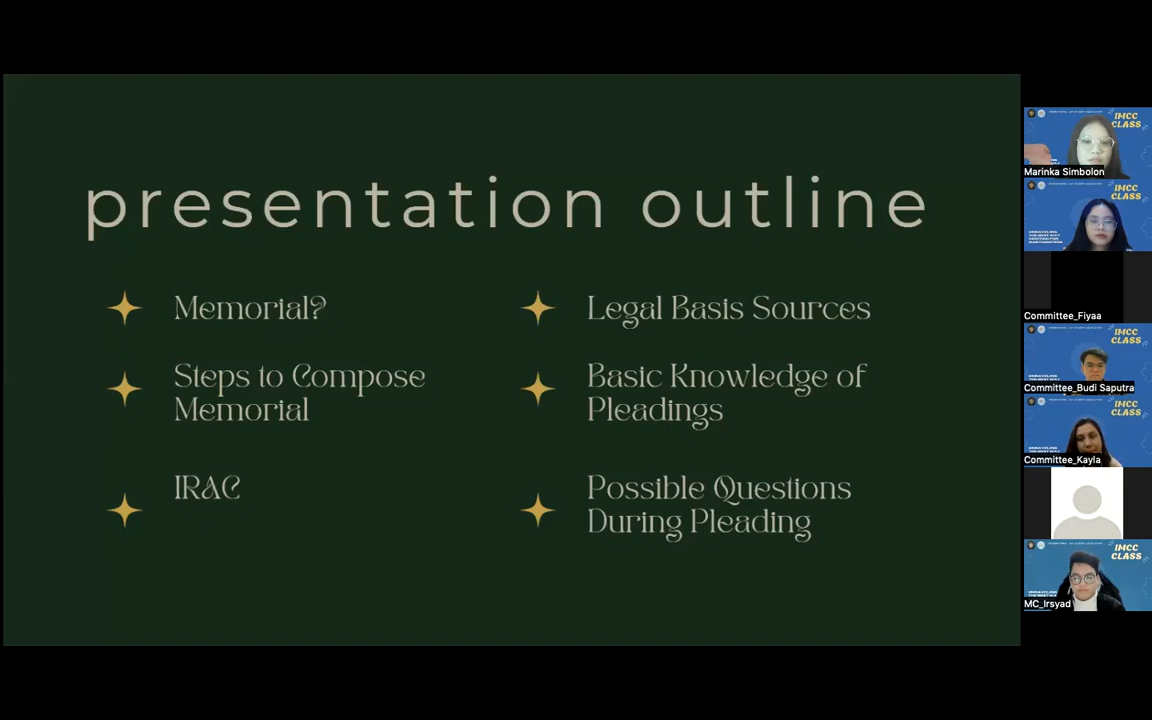 presentation outline
Memorial?
Steps to Compose
Memorial
IRAC
Legal Basis Sources
Basic Knowledge of
Pleadings
Possible Questions
During Pleading
IMCC
CLASS
Marinka Simbolon
IMCC
CLASS
Committee_Fiyaa
IMCC
CLASS
Committee_Budi Saputra
IMCC
CLASS
Committee_Kayla
IMCC
CLASS
MC_Irsyad